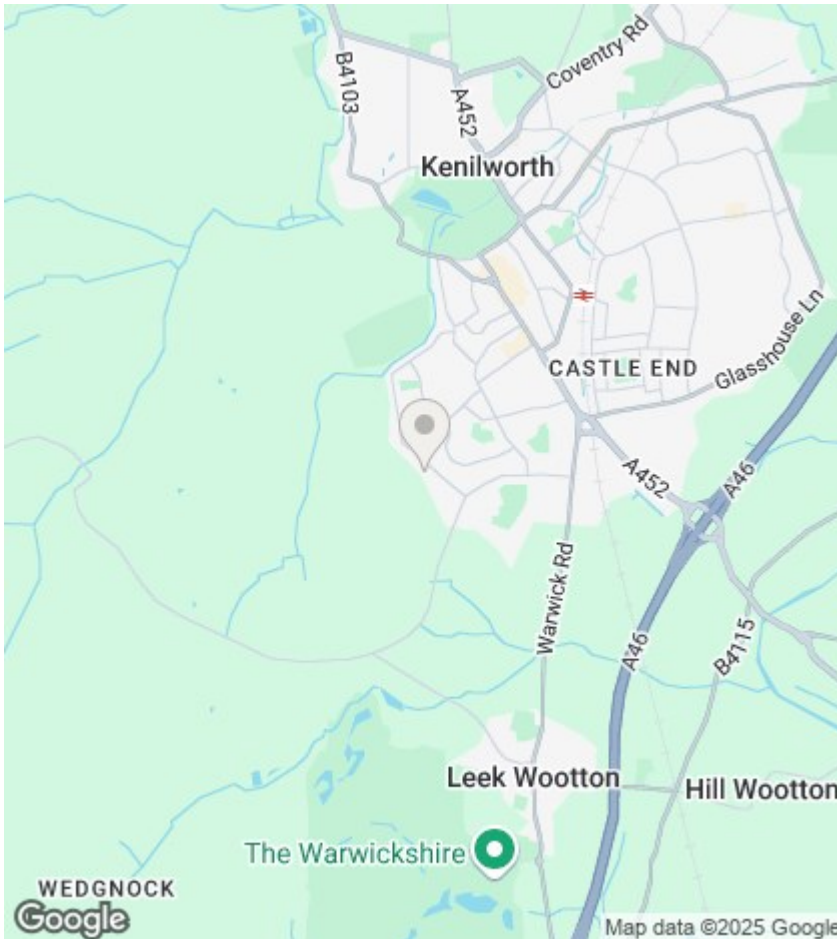 B4103
A452
Coventry Rd
Kenilworth
Glasshouse Ln
CASTLE END
A452
A46
Warwick Rd
A46
B4115
Leek Wootton
Hill Wootton
The Warwickshire
WEDGNOCK
Google
Map data ©2025 Google